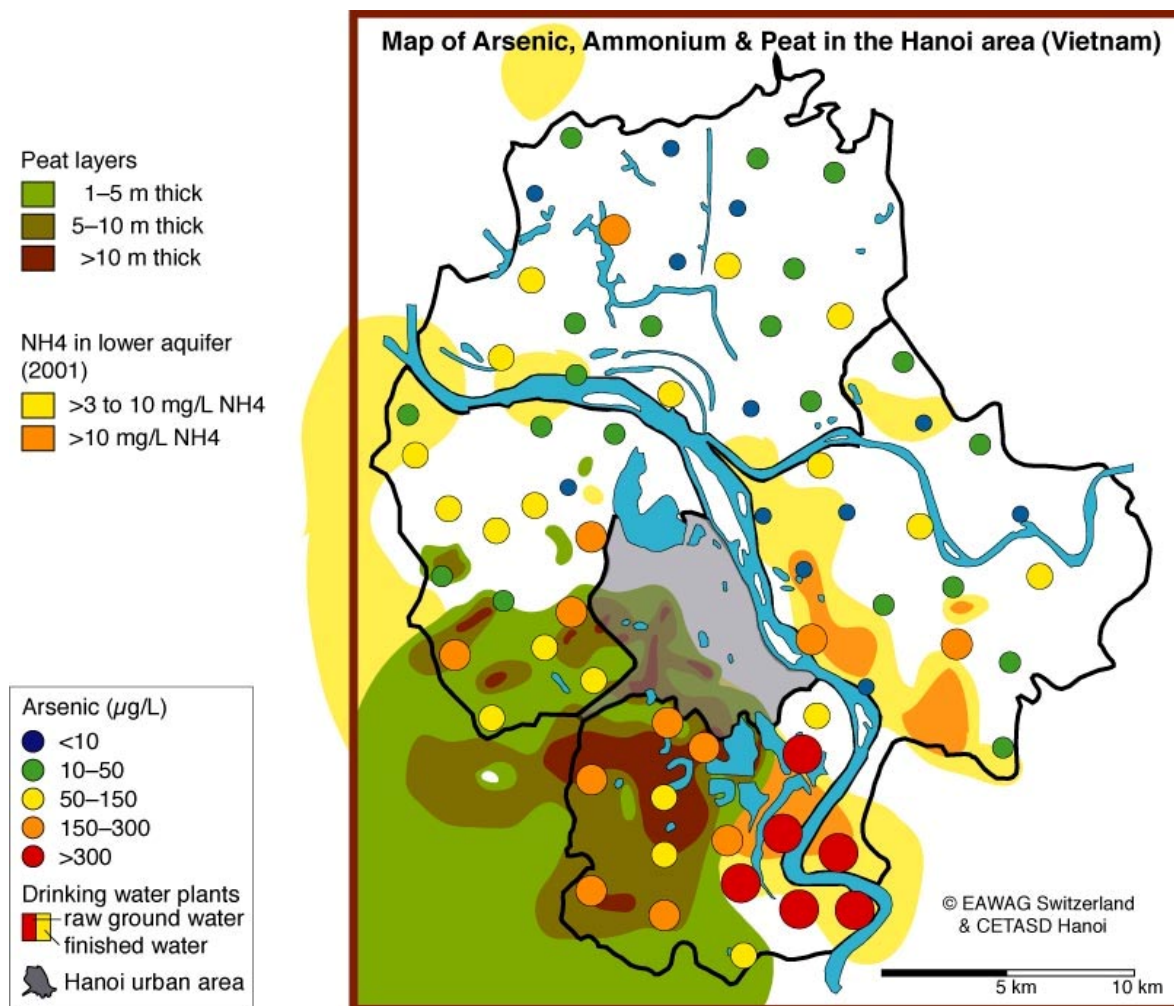 Map of Arsenic, Ammonium & Peat in the Hanoi area (Vietnam)
Peat layers
1–5 m thick
5–10 m thick
>10 m thick
NH4 in lower aquifer
(2001)
>3 to 10 mg/L NH4
>10 mg/L NH4
Arsenic (µg/L)
<10
10–50
50–150
150–300
>300
Drinking water plants
raw ground water
finished water
Hanoi urban area
© EAWAG Switzerland
& CETASD Hanoi
5 km
10 km